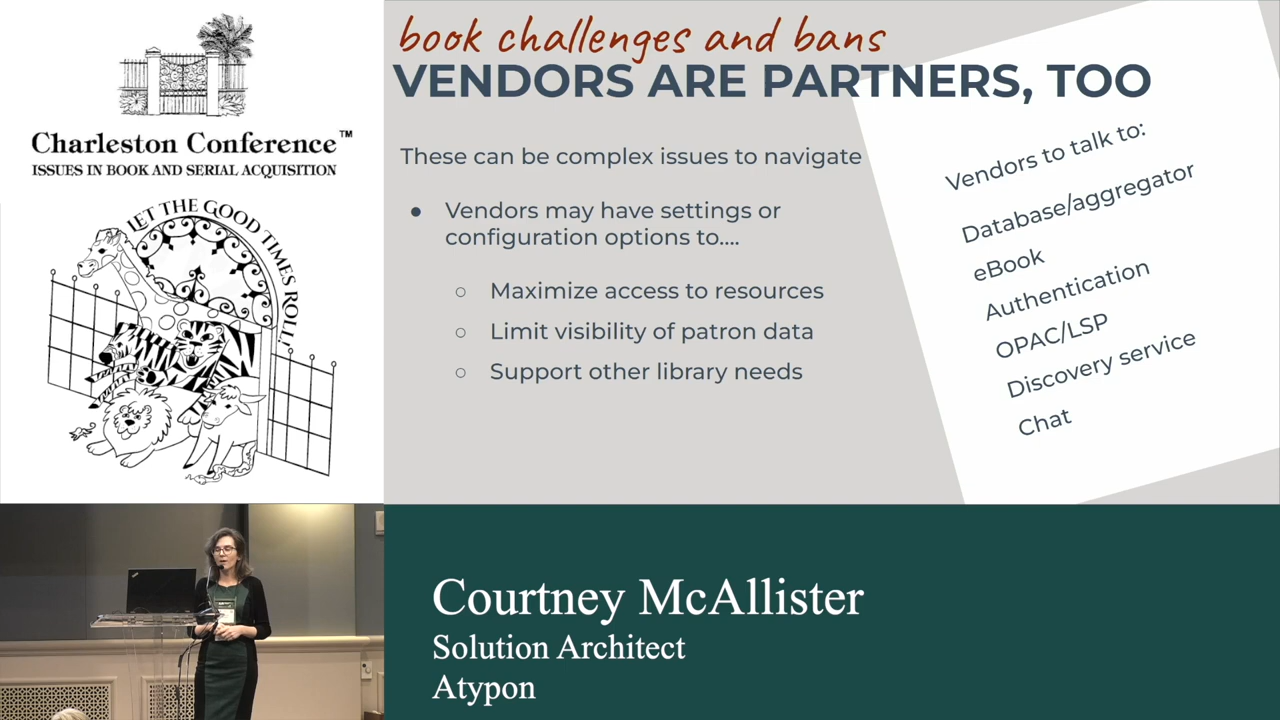 Charleston Conference™
ISSUES IN BOOK AND SERIAL ACQUISITION
LET THE GOOD TIMES ROLL!
book challenges and bans
VENDORS ARE PARTNERS, TOO
These can be complex issues to navigate
● Vendors may have settings or
configuration options to....
○ Maximize access to resources
○ Limit visibility of patron data
○ Support other library needs
Vendors to talk to:
Database/aggregator
eBook
Authentication
OPAC/LSP
Discovery service
Chat
Courtney McAllister
Solution Architect
Atypon